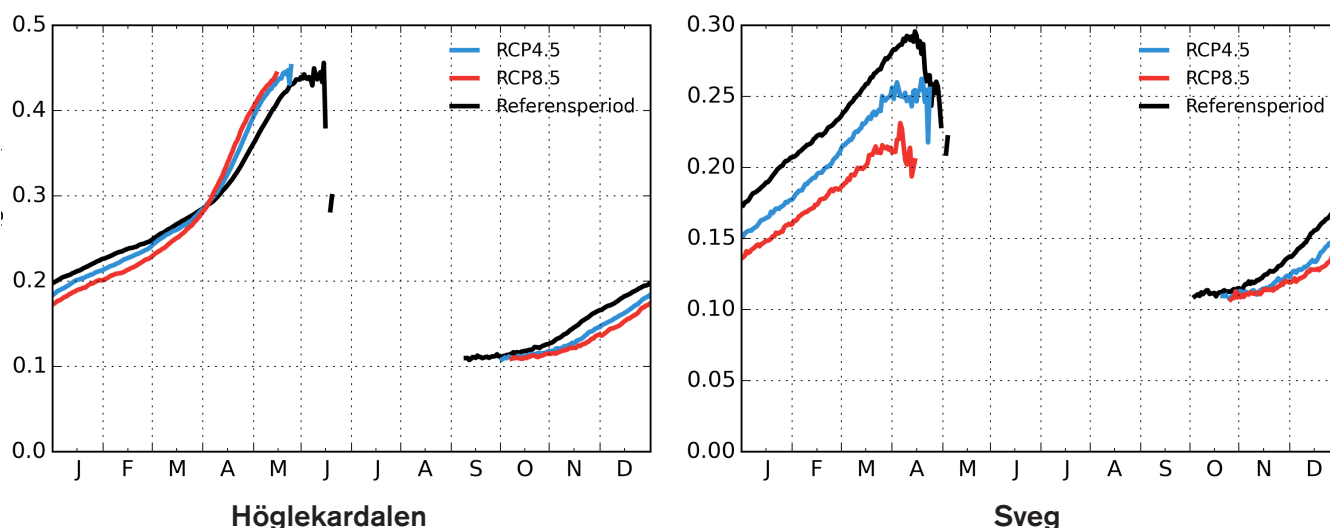 0.5
0.4
0.3
0.2
0.1
0.0
RCP4.5
RCP8.5
Referensperiod
J F M A M J J A S O N D
Höglekardalen
0.30
0.25
0.20
0.15
0.10
0.05
0.00
RCP4.5
RCP8.5
Referensperiod
J F M A M J J A S O N D
Sveg